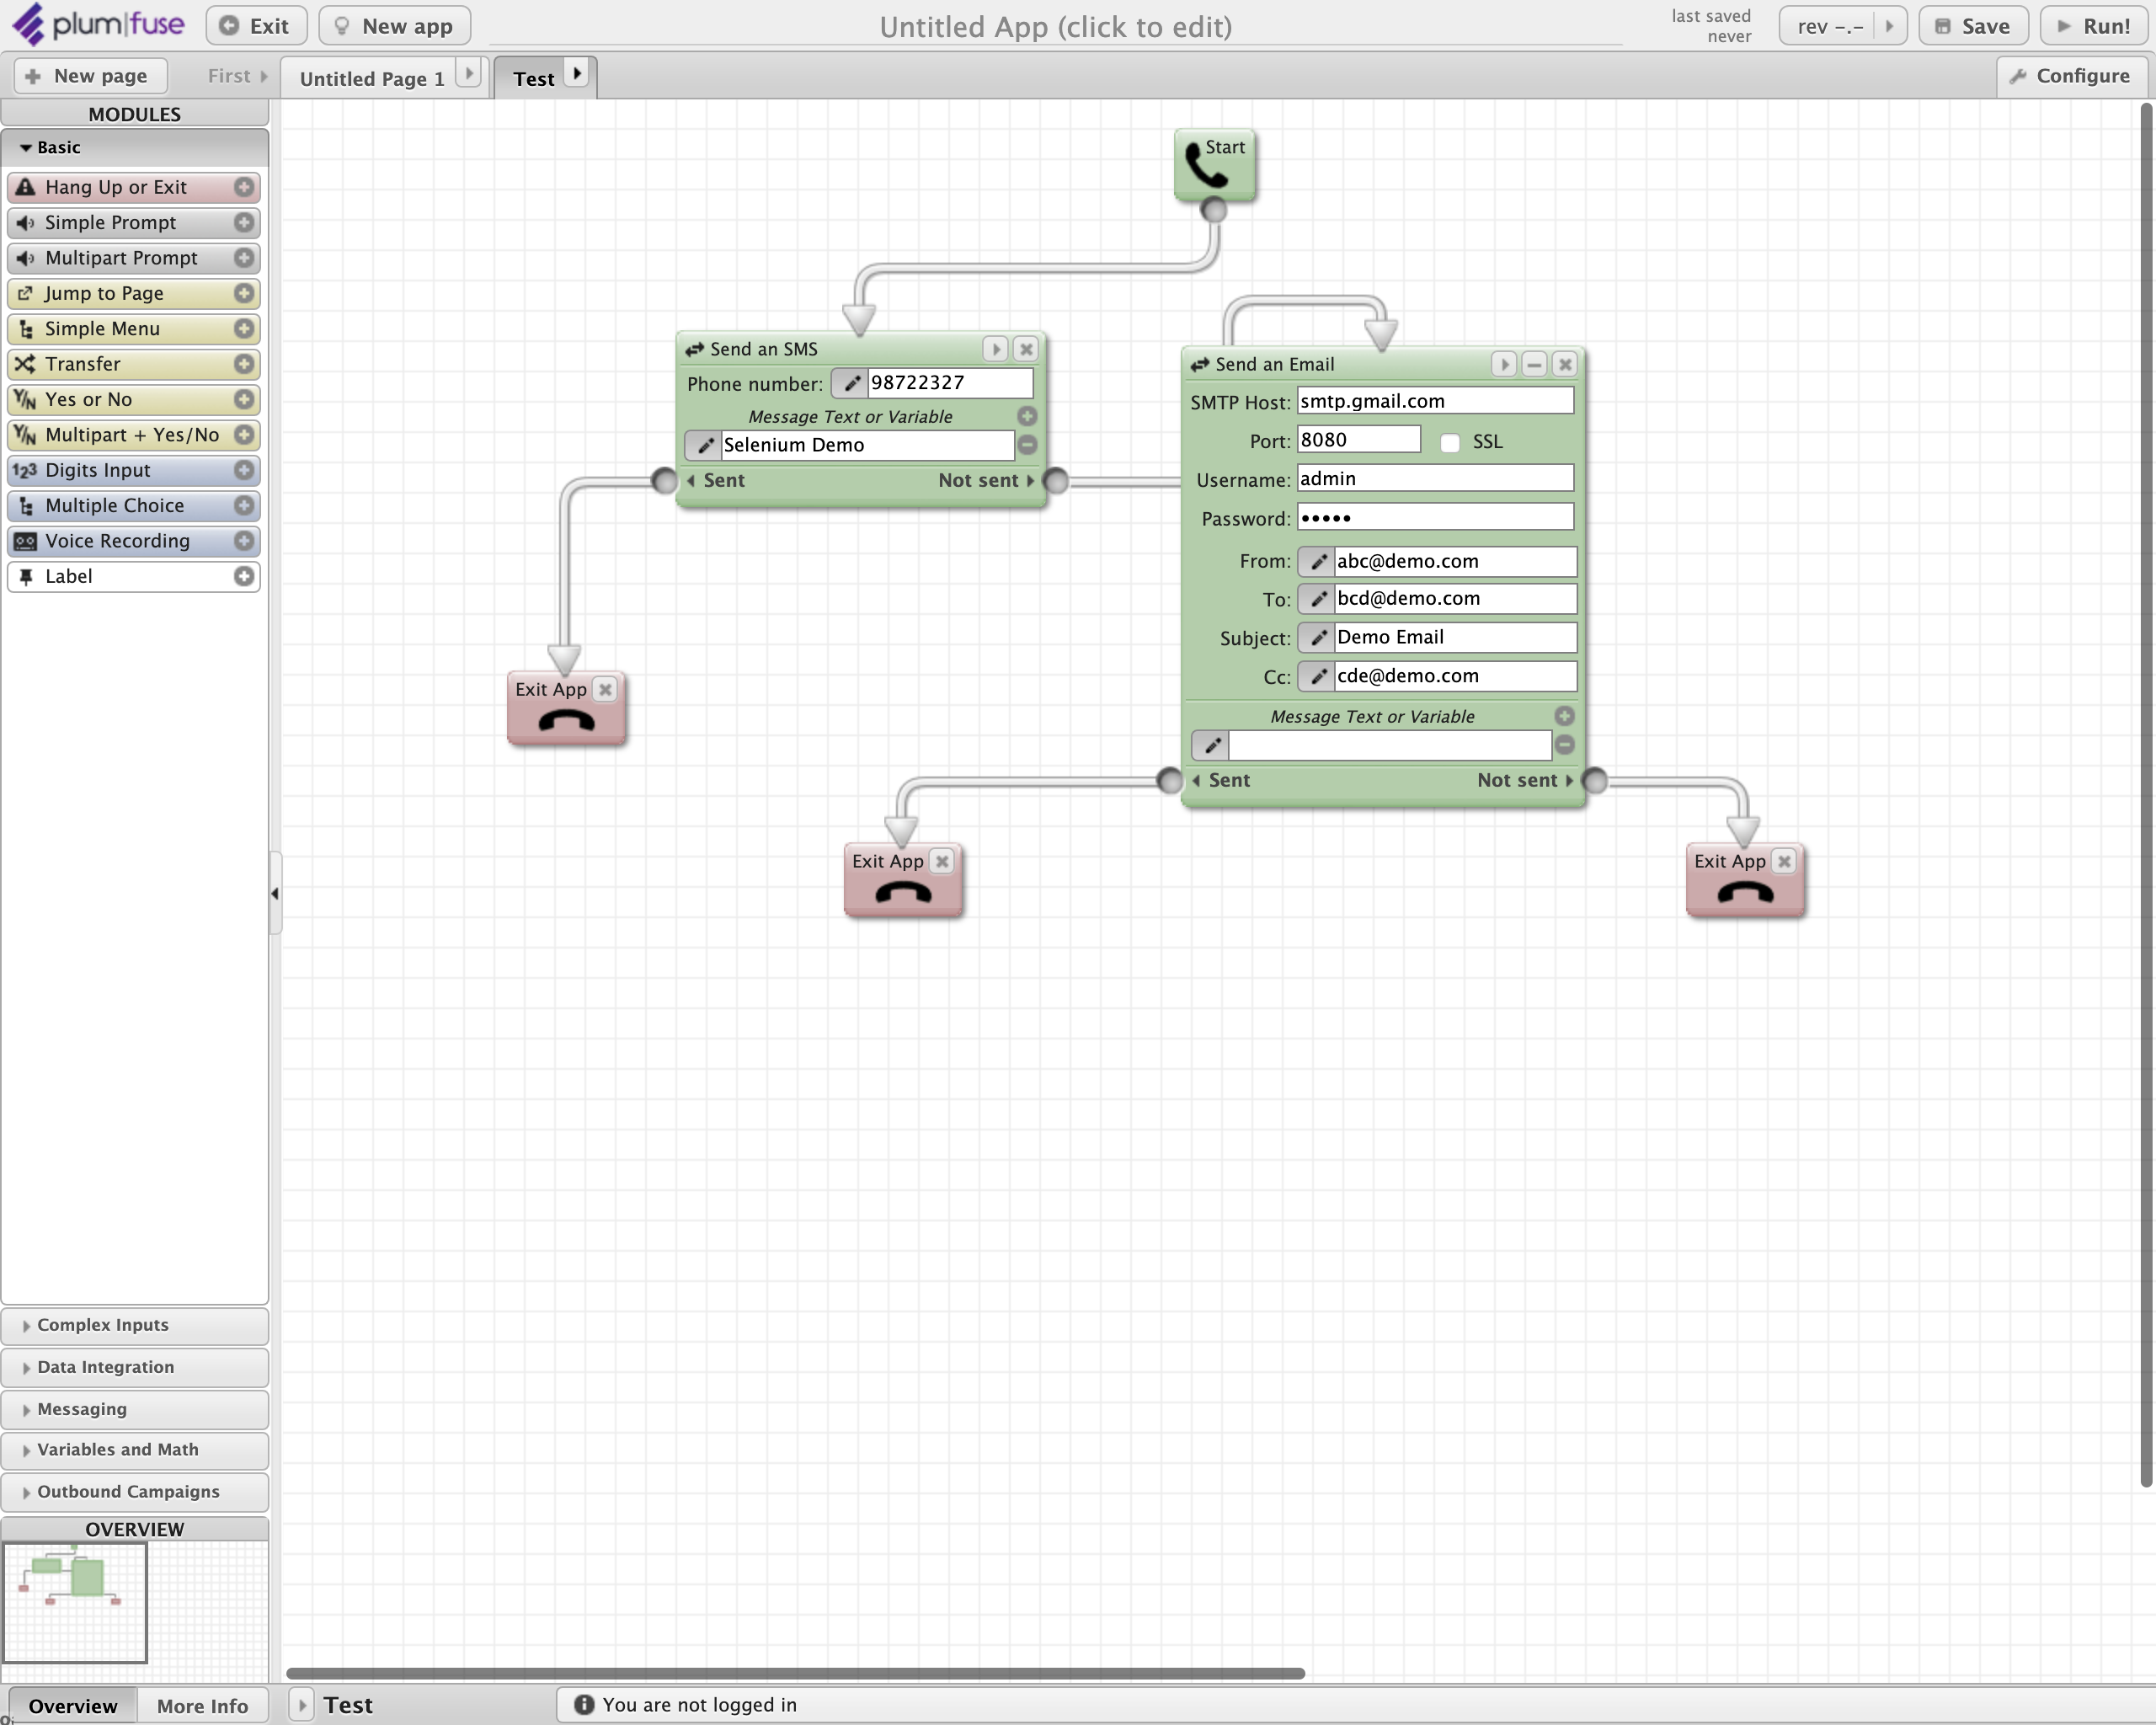 plum|fuse
Exit
New app
Untitled App (click to edit)
last saved
never
rev -.-
Save
Run!
New page
First
Untitled Page 1
Test
Configure
MODULES
Basic
Hang Up or Exit
Simple Prompt
Multipart Prompt
Jump to Page
Simple Menu
Transfer
Y/N Yes or No
Y/N Multipart + Yes/No
123 Digits Input
Multiple Choice
Voice Recording
Label
Complex Inputs
Data Integration
Messaging
Variables and Math
Outbound Campaigns
OVERVIEW
Overview
More Info
Start
Send an SMS
Phone number: 98722327
Message Text or Variable
Selenium Demo
Sent
Not sent
Send an Email
SMTP Host: smtp.gmail.com
Port: 8080 SSL
Username: admin
Password: •••••
From: abc@demo.com
To: bcd@demo.com
Subject: Demo Email
Cc: cde@demo.com
Message Text or Variable
Sent
Not sent
Exit App
Exit App
Exit App
Test
You are not logged in